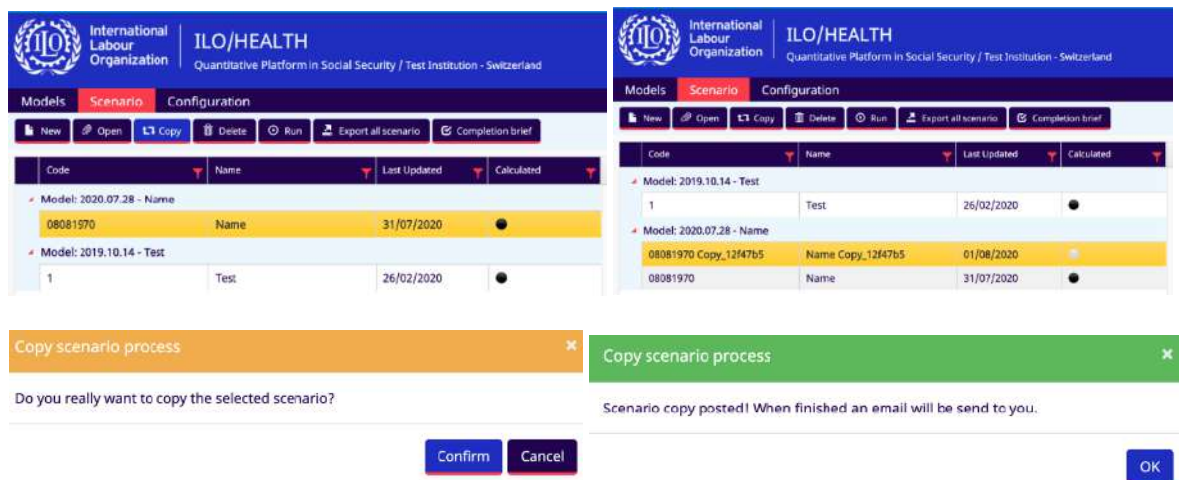 International
Labour
Organization
ILO/HEALTH
Quantitative Platform in Social Security / Test Institution - Switzerland
Models Scenario Configuration
New Open Copy Delete Run Export all scenario Completion brief
Code Name Last Updated Calculated
Model: 2020.07.28 - Name
08081970 Name 31/07/2020
Model: 2019.10.14 - Test
1 Test 26/02/2020
International
Labour
Organization
ILO/HEALTH
Quantitative Platform in Social Security / Test Institution - Switzerland
Models Scenario Configuration
New Open Copy Delete Run Export all scenario Completion brief
Code Name Last Updated Calculated
Model: 2019.10.14 - Test
1 Test 26/02/2020
Model: 2020.07.28 - Name
08081970 Copy_12f47b5 Name Copy_12f47b5 01/08/2020
08081970 Name 31/07/2020
Copy scenario process ×
Do you really want to copy the selected scenario?
Confirm Cancel
Copy scenario process ×
Scenario copy posted! When finished an email will be send to you.
OK